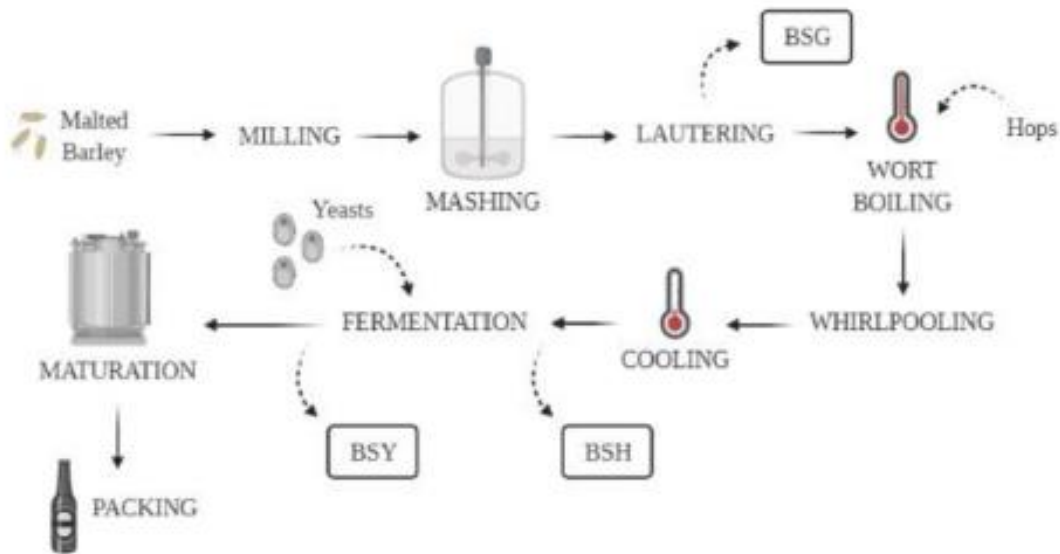 BSG
Malted
Barley
MILLING
MASHING
LAUTERING
WORT
BOILING
Hops
Yeasts
FERMENTATION
COOLING
WHIRLPOOLING
MATURATION
BSY
BSH
PACKING